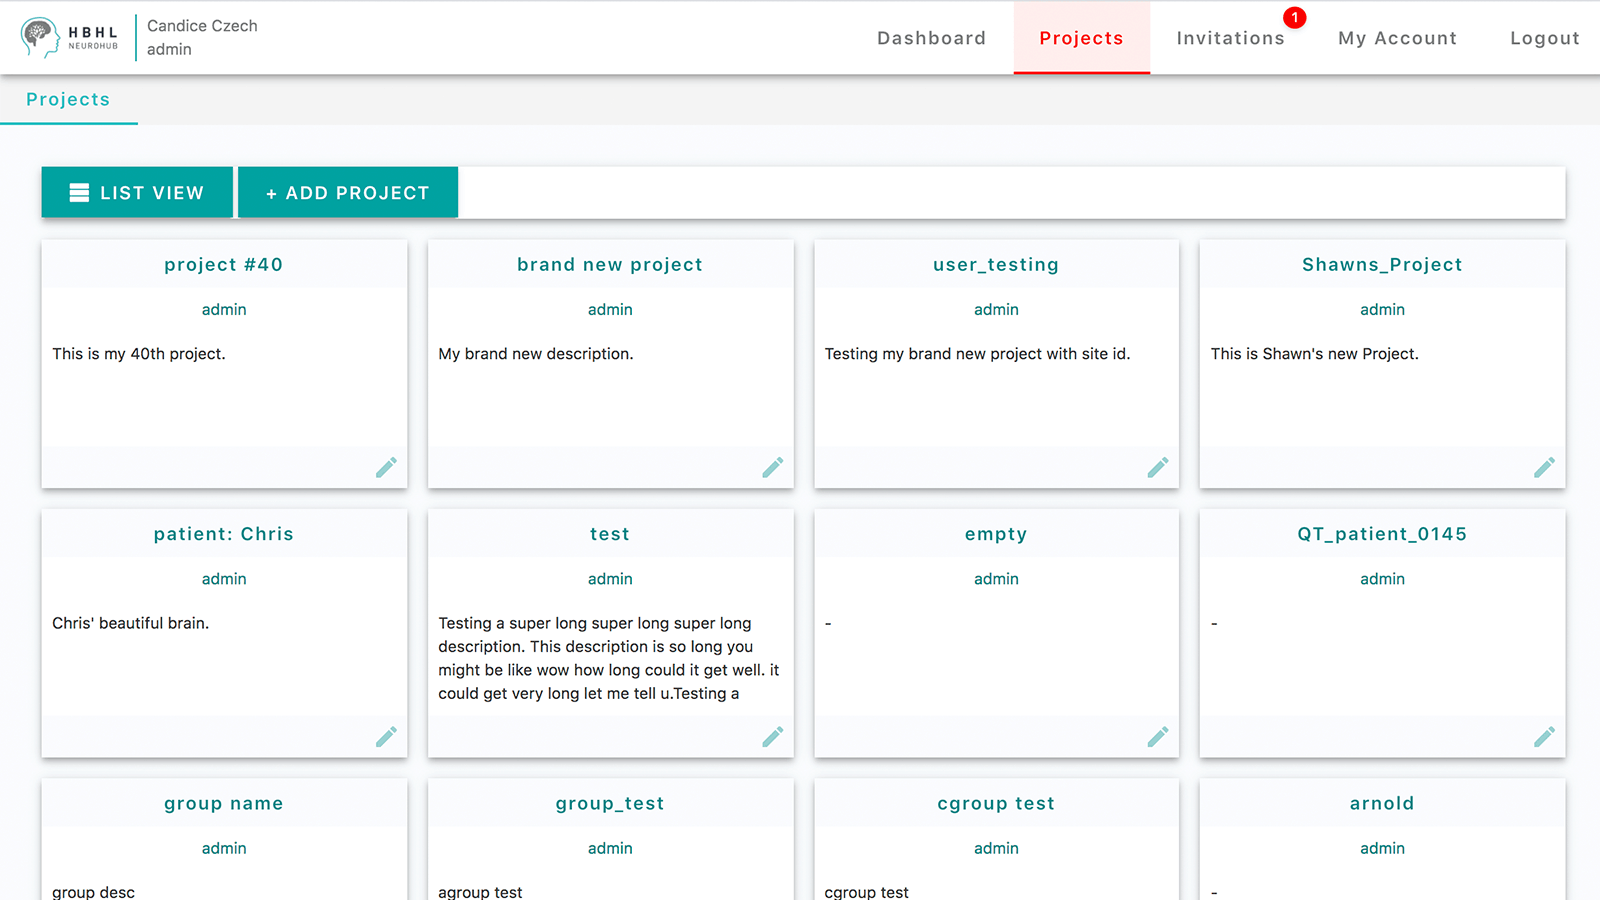 HBHL
NEUROHUB
Candice Czech
admin
Dashboard
Projects
Invitations
1
My Account
Logout
Projects
LIST VIEW
+ ADD PROJECT
project #40
admin
This is my 40th project.
brand new project
admin
My brand new description.
user_testing
admin
Testing my brand new project with site id.
Shawns_Project
admin
This is Shawn's new Project.
patient: Chris
admin
Chris' beautiful brain.
test
admin
Testing a super long super long super long
description. This description is so long you
might be like wow how long could it get well. it
could get very long let me tell u.Testing a
empty
admin
-
QT_patient_0145
admin
-
group name
admin
group desc
group_test
admin
agroup test
cgroup test
admin
cgroup test
arnold
admin
-